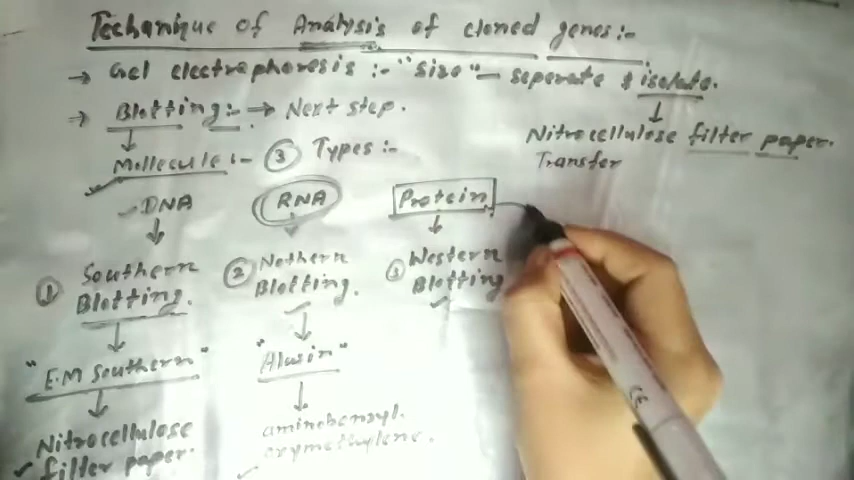 Techanique of Analysis of cloned genes:-
→ Gel electraphoresis :- "size" — seperate & isolate.
→ Blotting :- → Next step.
Nitrocellulose filter paper.
Transfer
Mollecule :- ③ Types :-
DNA RNA Protein
① Southern Blotting.
② Nothern Blotting.
③ Western Blotting
"E.M Southern"
"Alwin"
Nitrocellulose filter paper.
aminobenzyl. oxymethylene.
CE